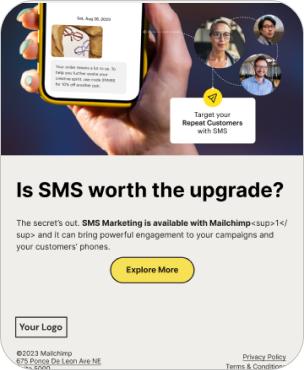 Sat, Aug 26, 2023
Your order means a lot to us. To
help you further evolve your
creative spirit, use code
for 10% off another pair.
Target your
Repeat Customers
with SMS
Is SMS worth the upgrade?
The secret's out. SMS Marketing is available with Mailchimp<sup>1</
sup> and it can bring powerful engagement to your campaigns and
your customers' phones.
Explore More
Your Logo
©2023 Mailchimp
675 Ponce De Leon Ave NE
Suite 5000
Privacy Policy
Terms & Conditions